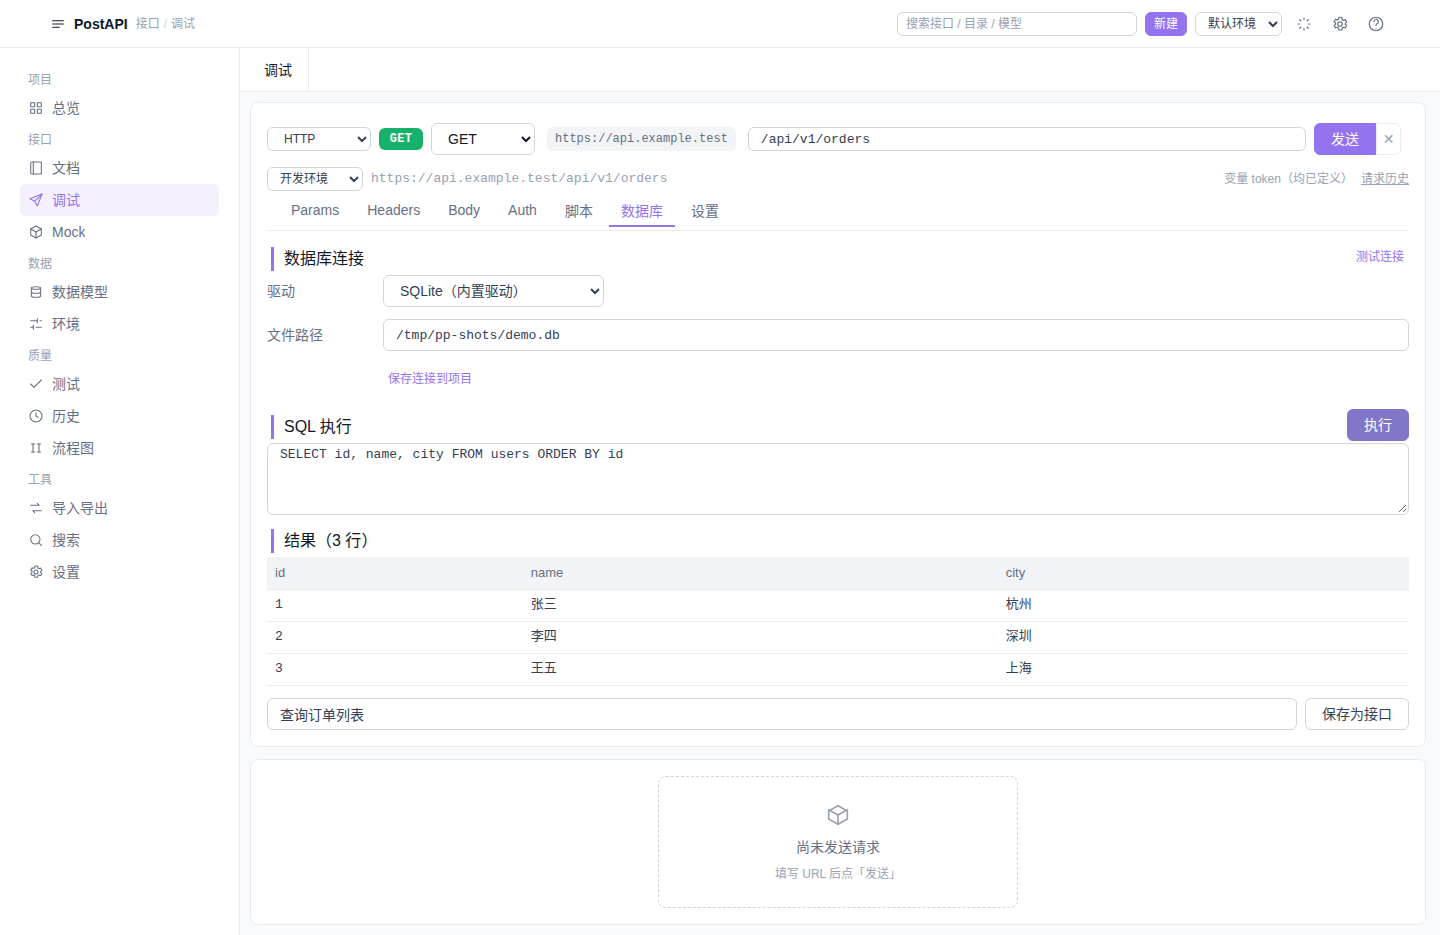 PostAPI 接口 / 调试 搜索接口 / 目录 / 模型 新建 默认环境
项目
总览
接口
文档
调试
Mock
数据
数据模型
环境
质量
测试
历史
流程图
工具
导入导出
搜索
设置
调试
HTTP GET GET https://api.example.test /api/v1/orders 发送 ×
开发环境 https://api.example.test/api/v1/orders 变量 token（均已定义） 请求历史
Params Headers Body Auth 脚本 数据库 设置
数据库连接 测试连接
驱动 SQLite（内置驱动）
文件路径 /tmp/pp-shots/demo.db
保存连接到项目
SQL 执行 执行
SELECT id, name, city FROM users ORDER BY id
结果（3 行）
id name city
1 张三 杭州
2 李四 深圳
3 王五 上海
查询订单列表 保存为接口
尚未发送请求
填写 URL 后点「发送」